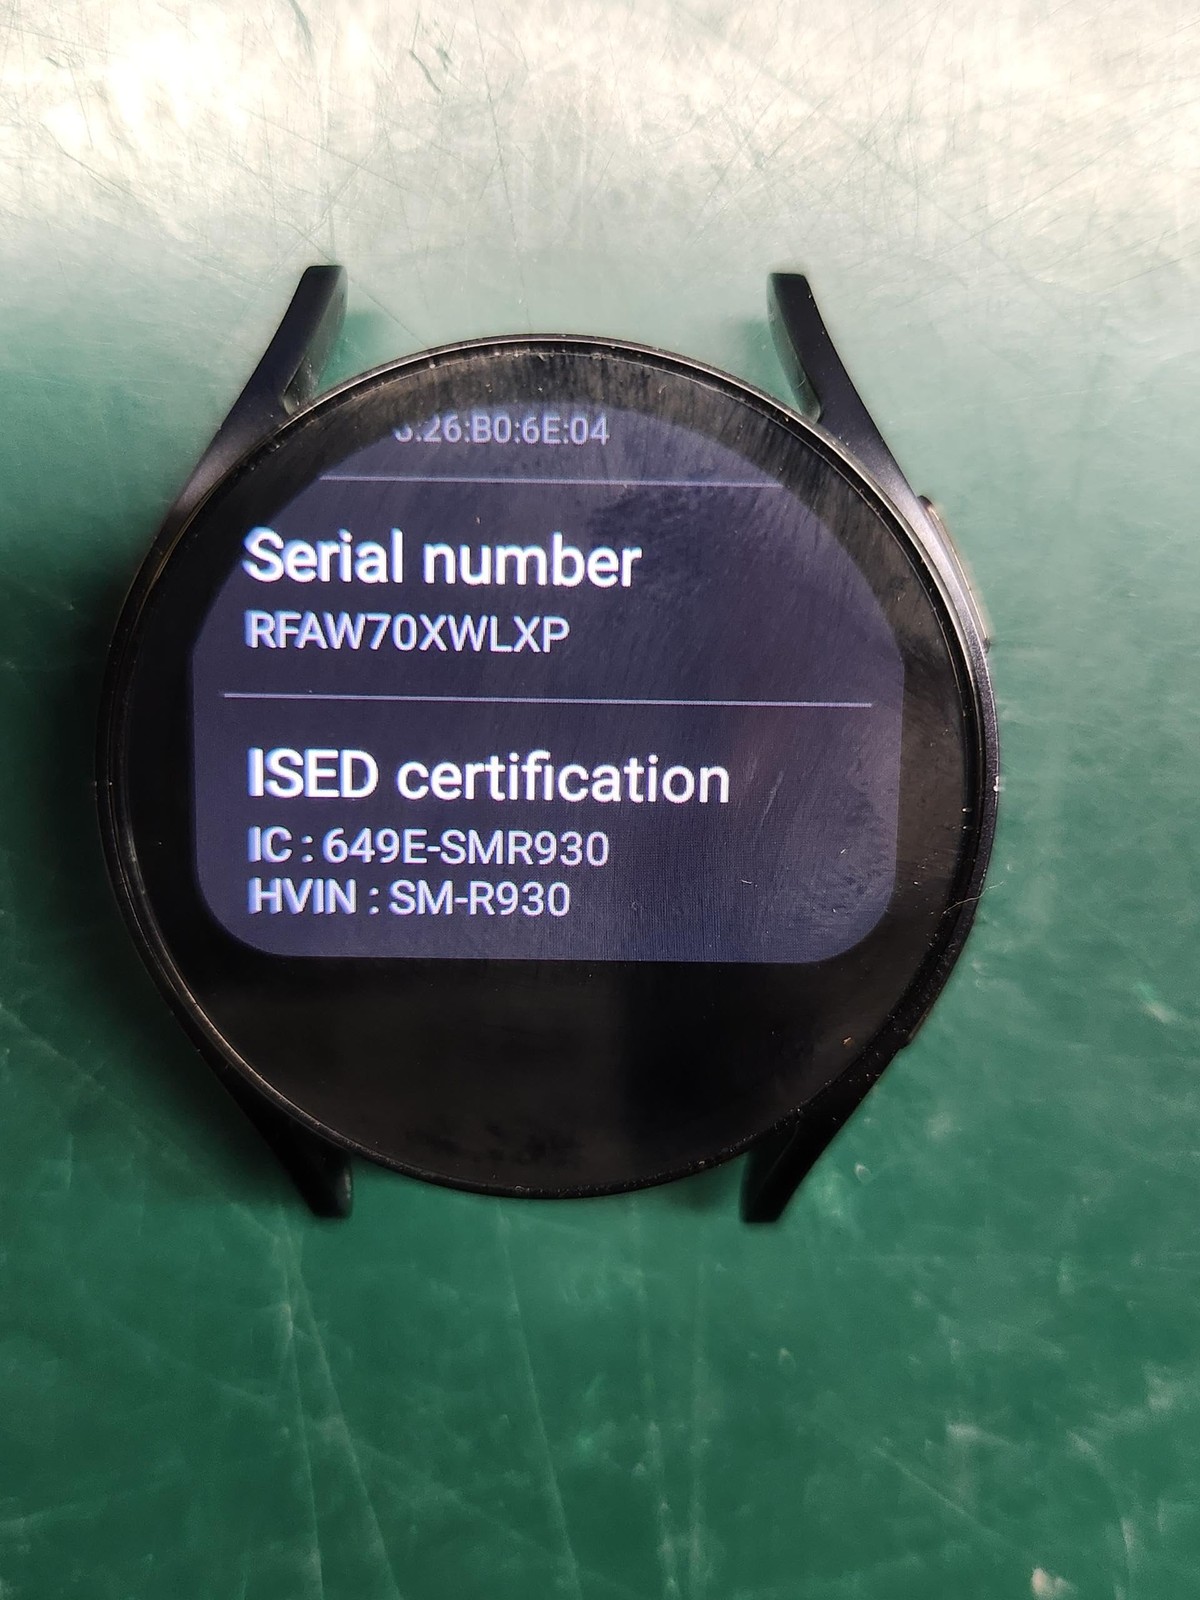 :26:B0:6E:04
Serial number
RFAW70XWLXP
ISED certification
IC : 649E-SMR930
HVIN : SM-R930